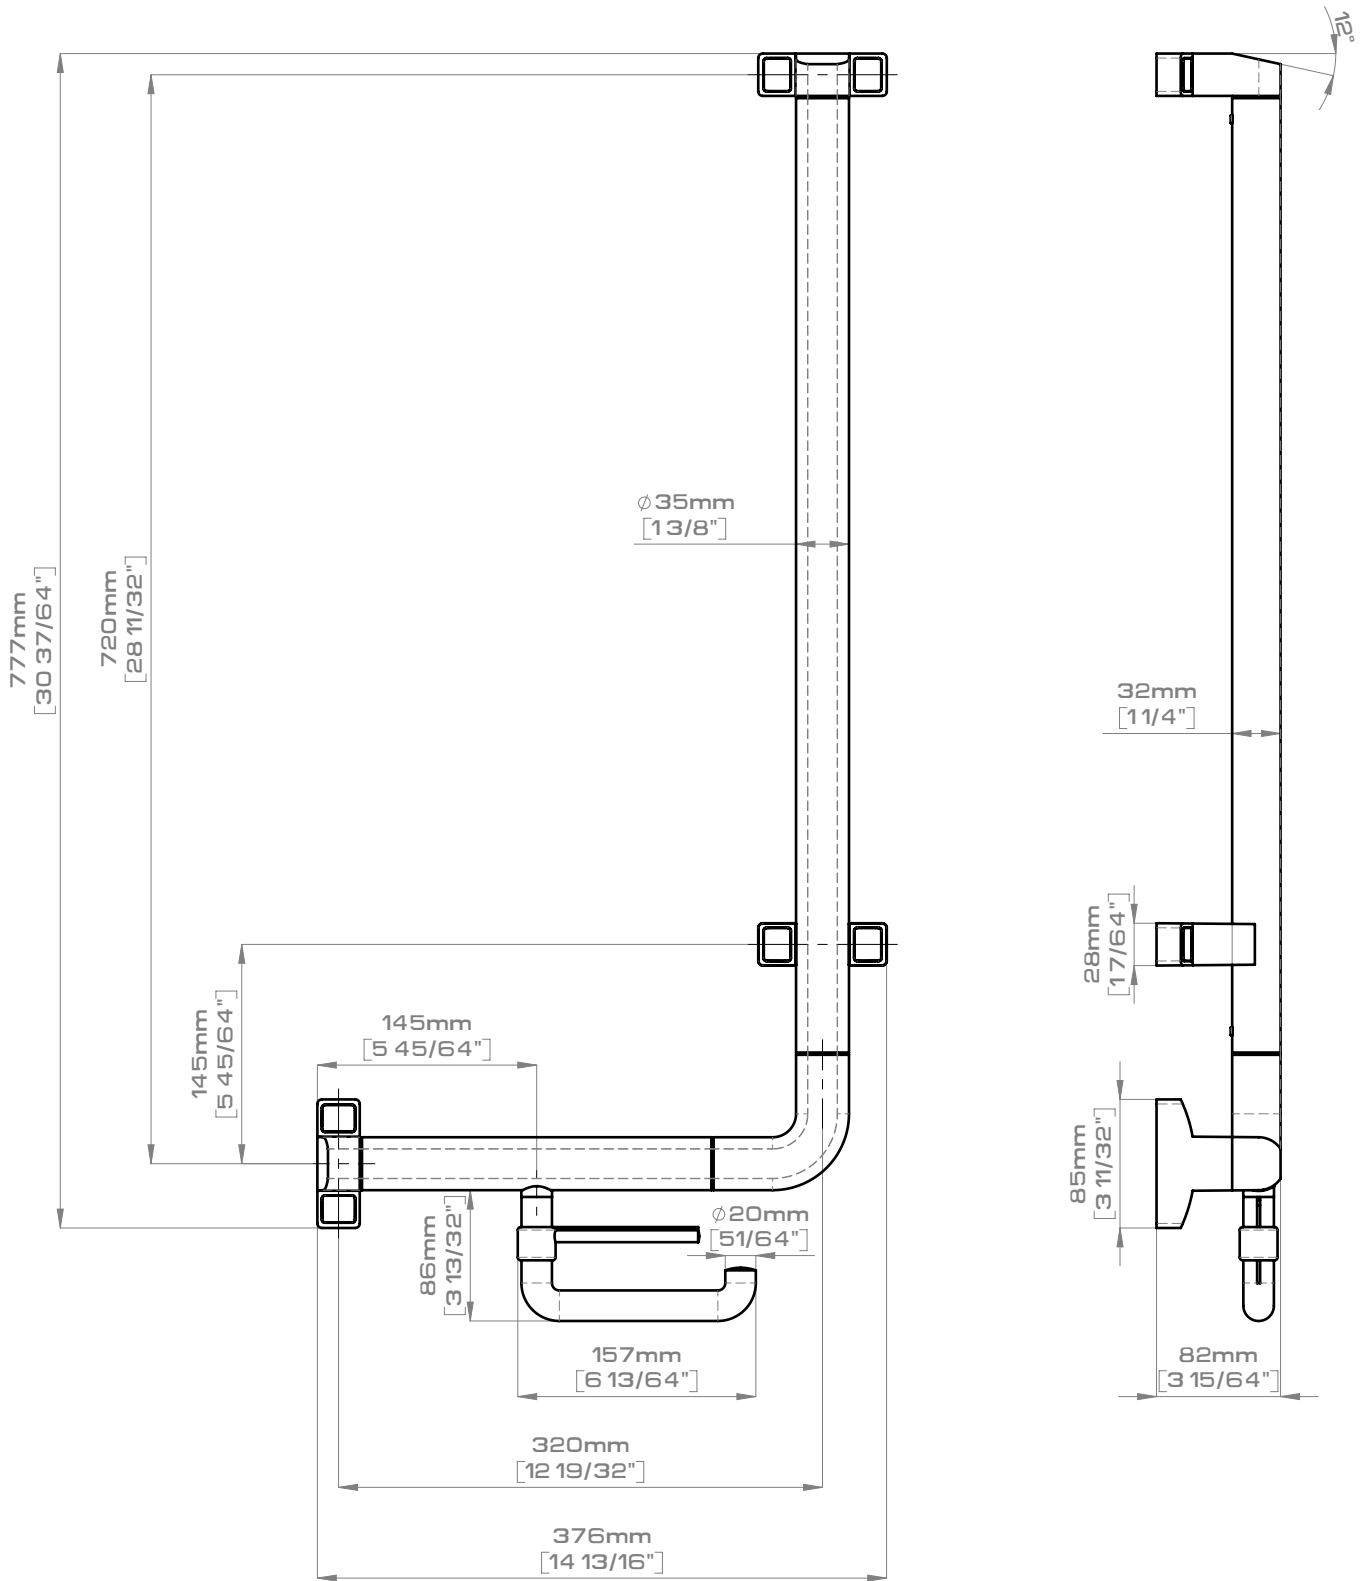 12°
⌀35mm
[1 3/8"]
777mm
[30 37/64"]
720mm
[28 11/32"]
32mm
[1 1/4"]
28mm
[1 7/64"]
145mm
[5 45/64"]
145mm
[5 45/64"]
85mm
[3 11/32"]
86mm
[3 13/32"]
⌀20mm
[51/64"]
157mm
[6 13/64"]
82mm
[3 15/64"]
320mm
[12 19/32"]
376mm
[14 13/16"]